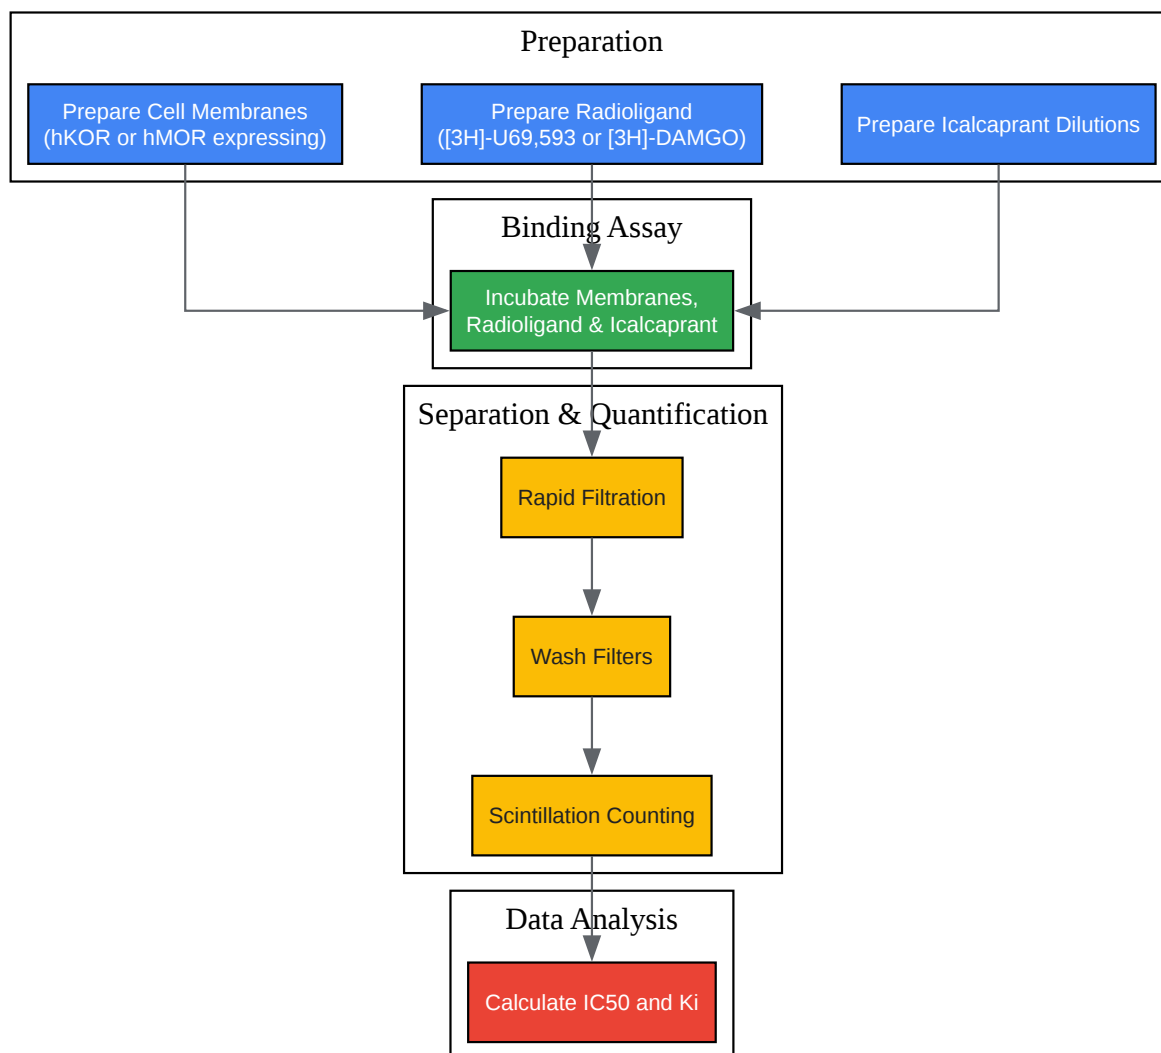 Preparation
Prepare Cell Membranes
(hKOR or hMOR expressing)
Prepare Radioligand
([3H]-U69,593 or [3H]-DAMGO)
Prepare Icalcaprant Dilutions
Binding Assay
Incubate Membranes,
Radioligand & Icalcaprant
Separation & Quantification
Rapid Filtration
Wash Filters
Scintillation Counting
Data Analysis
Calculate IC50 and Ki